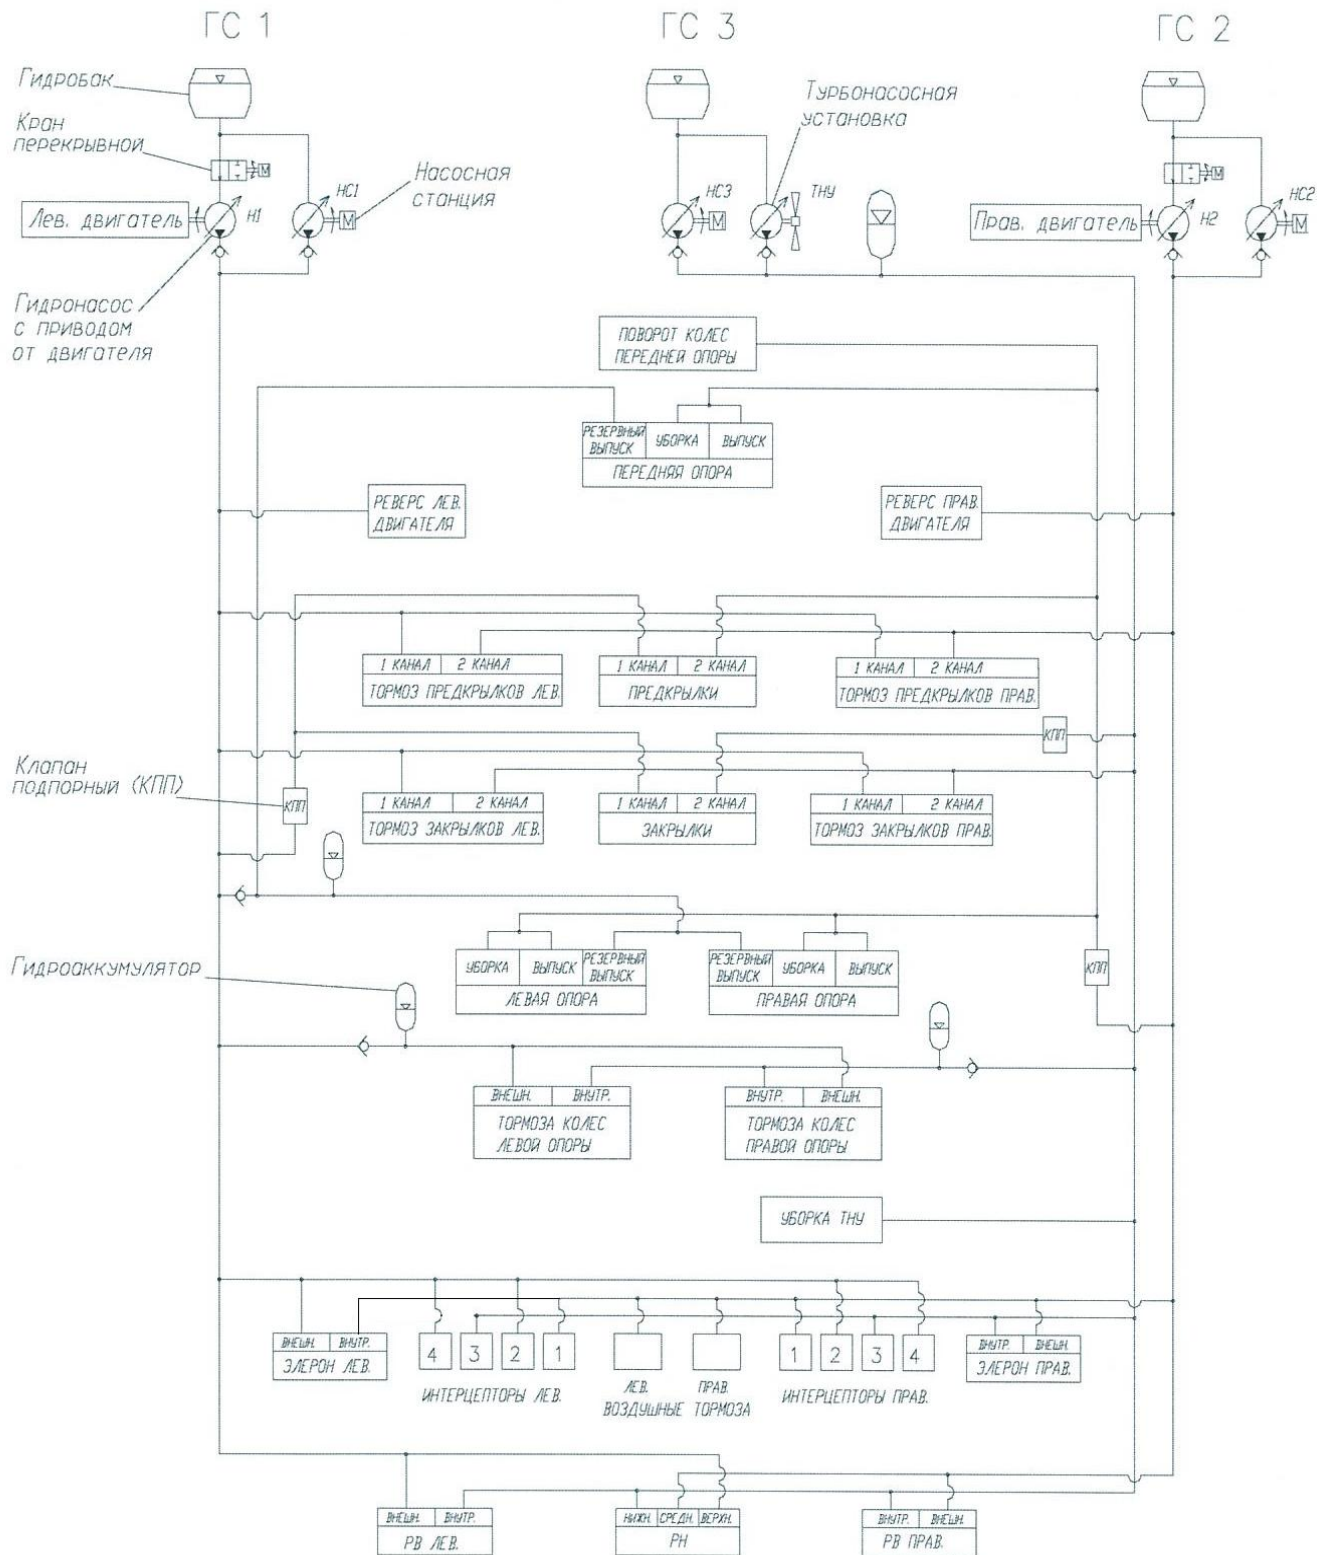 ГС 1
ГС 3
ГС 2
Гидробак
Кран
перекрывной
Насосная
станция
Турбонасосная
установка
НС1
НС3
ТНУ
НС2
Лев. двигатель
Н1
М
М
М
М
М
Прав. двигатель
Н2
Гидронасос
с приводом
от двигателя
ПОВОРОТ КОЛЕС
ПЕРЕДНЕЙ ОПОРЫ
РЕЗЕРВНЫЙ
ВЫПУСК
УБОРКА
ВЫПУСК
ПЕРЕДНЯЯ ОПОРА
РЕВЕРС ЛЕВ.
ДВИГАТЕЛЯ
РЕВЕРС ПРАВ.
ДВИГАТЕЛЯ
1 КАНАЛ
2 КАНАЛ
ТОРМОЗ ПРЕДКРЫЛКОВ ЛЕВ.
1 КАНАЛ
2 КАНАЛ
ПРЕДКРЫЛКИ
1 КАНАЛ
2 КАНАЛ
ТОРМОЗ ПРЕДКРЫЛКОВ ПРАВ.
КПП
Клапан
подпорный (КПП)
КПП
1 КАНАЛ
2 КАНАЛ
ТОРМОЗ ЗАКРЫЛКОВ ЛЕВ.
1 КАНАЛ
2 КАНАЛ
ЗАКРЫЛКИ
1 КАНАЛ
2 КАНАЛ
ТОРМОЗ ЗАКРЫЛКОВ ПРАВ.
Гидроаккумулятор
УБОРКА
ВЫПУСК
РЕЗЕРВНЫЙ
ВЫПУСК
ЛЕВАЯ ОПОРА
РЕЗЕРВНЫЙ
ВЫПУСК
УБОРКА
ВЫПУСК
ПРАВАЯ ОПОРА
КПП
ВНЕШН.
ВНУТР.
ТОРМОЗА КОЛЕС
ЛЕВОЙ ОПОРЫ
ВНУТР.
ВНЕШН.
ТОРМОЗА КОЛЕС
ПРАВОЙ ОПОРЫ
УБОРКА ТНУ
ВНЕШН.
ВНУТР.
ЭЛЕРОН ЛЕВ.
4
3
2
1
ИНТЕРЦЕПТОРЫ ЛЕВ.
ЛЕВ.
ПРАВ.
ВОЗДУШНЫЕ ТОРМОЗА
1
2
3
4
ИНТЕРЦЕПТОРЫ ПРАВ.
ВНУТР.
ВНЕШН.
ЭЛЕРОН ПРАВ.
ВНЕШН.
ВНУТР.
РВ ЛЕВ.
НИЖН.
СРЕДН.
ВЕРХН.
РН
ВНУТР.
ВНЕШН.
РВ ПРАВ.